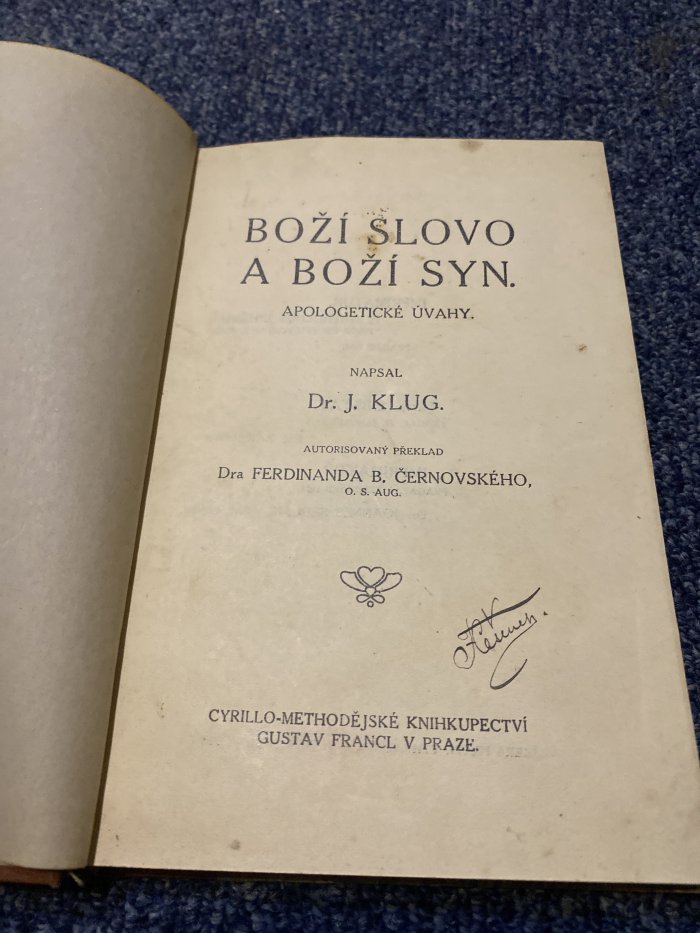 BOŽÍ SLOVO
A BOŽÍ SYN.
APOLOGETICKÉ ÚVAHY.
NAPSAL
Dr. J. KLUG.
AUTORISOVANÝ PŘEKLAD
Dra FERDINANDA B. ČERNOVSKÉHO,
O. S. AUG.
CYRILLO-METHODĚJSKÉ KNIHKUPECTVÍ
GUSTAV FRANCL V PRAZE.